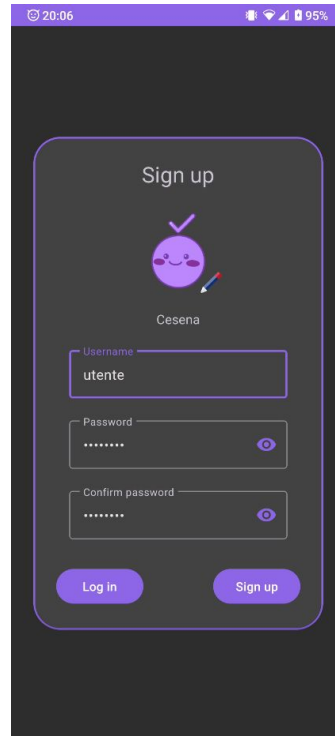 20:06 95%
Sign up
Cesena
Username
utente
Password
••••••••
Confirm password
••••••••
Log in Sign up